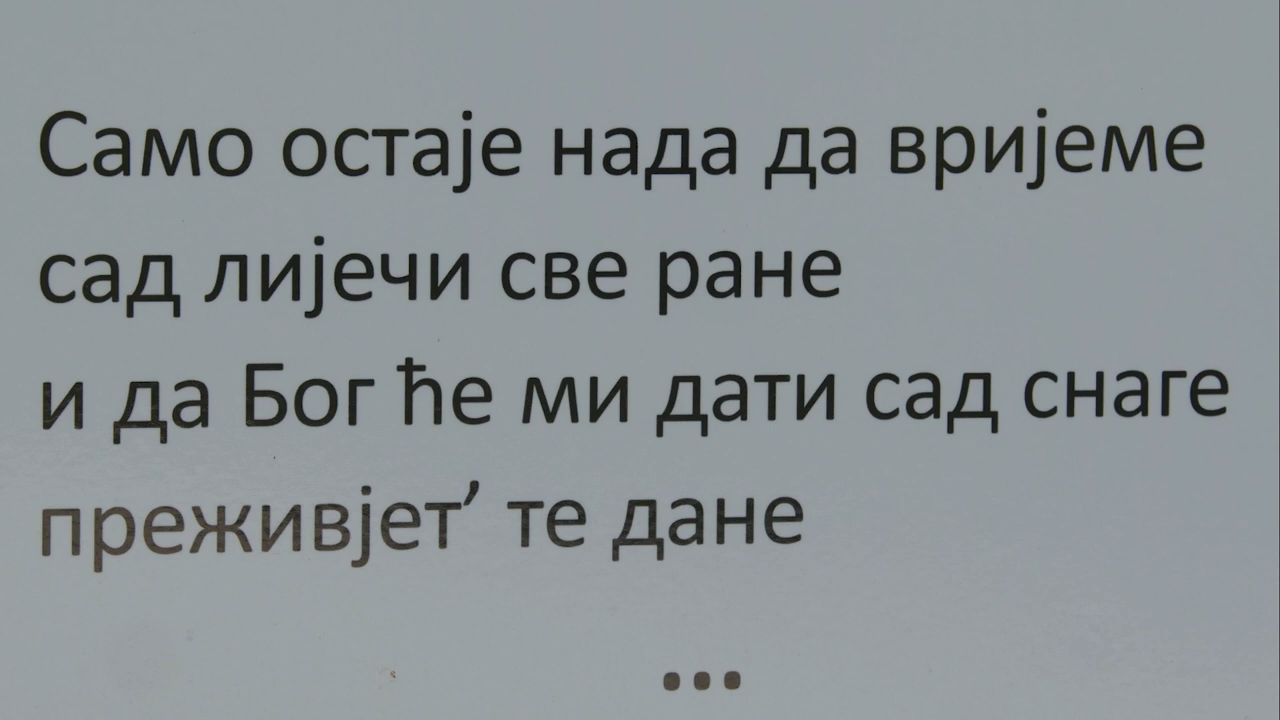 Само остаје нада да вријеме
сад лијечи све ране
и да Бог ће ми дати сад снаге
преживјет’ те дане
...